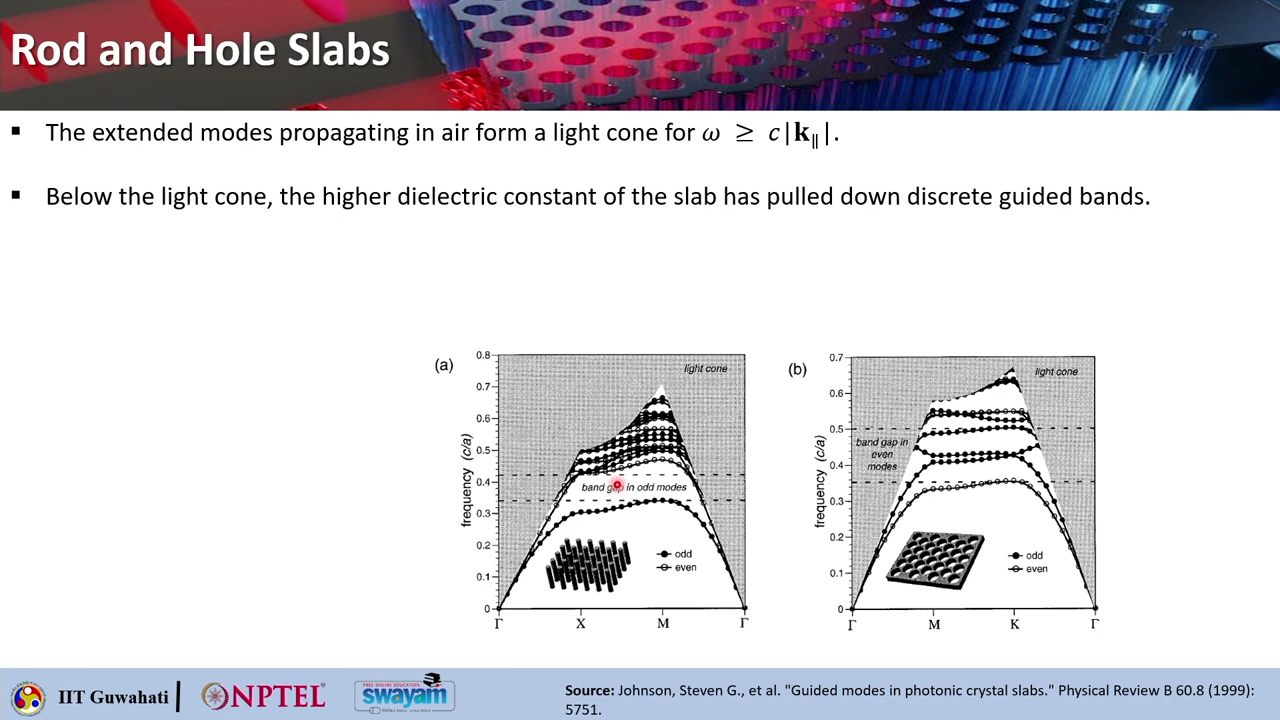 Rod and Hole Slabs
▪ The extended modes propagating in air form a light cone for ω ≥ c|k∥|.
▪ Below the light cone, the higher dielectric constant of the slab has pulled down discrete guided bands.
(a)
light cone
0.8
0.7
0.6
0.5
0.4
0.3
0.2
0.1
0
frequency (c/a)
band gap in odd modes
odd
even
Γ X M Γ
(b)
light cone
0.7
0.6
0.5
0.4
0.3
0.2
0.1
0
frequency (c/a)
band gap in
even
modes
odd
even
Γ M K Γ
IIT Guwahati
NPTEL
FREE ONLINE EDUCATION
swayam
Source: Johnson, Steven G., et al. "Guided modes in photonic crystal slabs." Physical Review B 60.8 (1999):
5751.